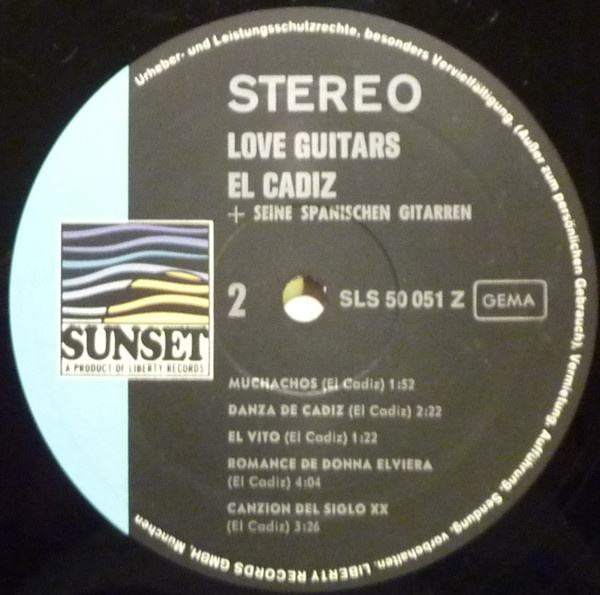 Urheber- und Leistungsschutzrechte, besonders Vervielfältigung, (Außer zum persönlichen Gebrauch), Vermietung, Aufführung, Sendung, vorbehalten. LIBERTY RECORDS GMBH, München
STEREO
LOVE GUITARS
EL CADIZ
+ SEINE SPANISCHEN GITARREN
2
SLS 50 051 Z
GEMA
SUNSET
A PRODUCT OF LIBERTY RECORDS
MUCHACHOS (El Cadiz) 1:52
DANZA DE CADIZ (El Cadiz) 2:22
EL VITO (El Cadiz) 1:22
ROMANCE DE DONNA ELVIERA
(El Cadiz) 4:04
CANZION DEL SIGLO XX
(El Cadiz) 3:26